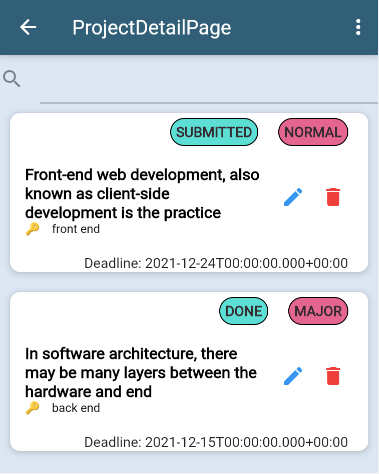 ProjectDetailPage
SUBMITTED NORMAL
Front-end web development, also
known as client-side
development is the practice
front end
Deadline: 2021-12-24T00:00:00.000+00:00
DONE MAJOR
In software architecture, there
may be many layers between the
hardware and end
back end
Deadline: 2021-12-15T00:00:00.000+00:00